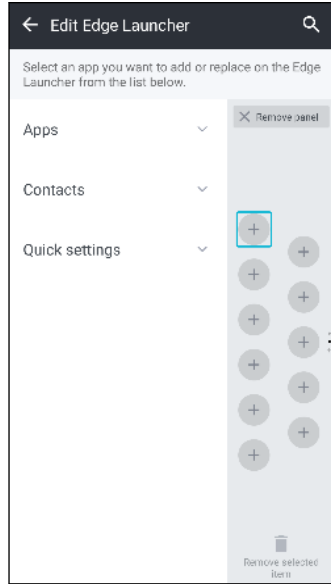 Edit Edge Launcher
Select an app you want to add or replace on the Edge
Launcher from the list below.
Remove panel
Apps
Contacts
Quick settings
Remove selected
item